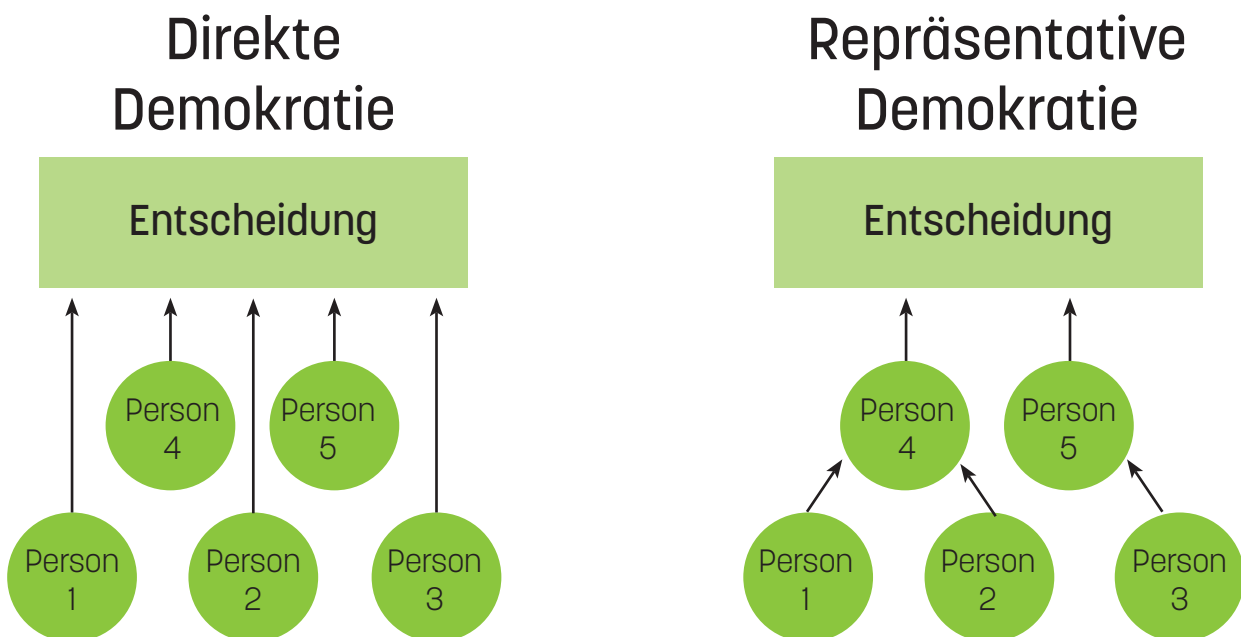 Direkte
Demokratie
Entscheidung
Person
4
Person
5
Person
1
Person
2
Person
3
Repräsentative
Demokratie
Entscheidung
Person
4
Person
5
Person
1
Person
2
Person
3